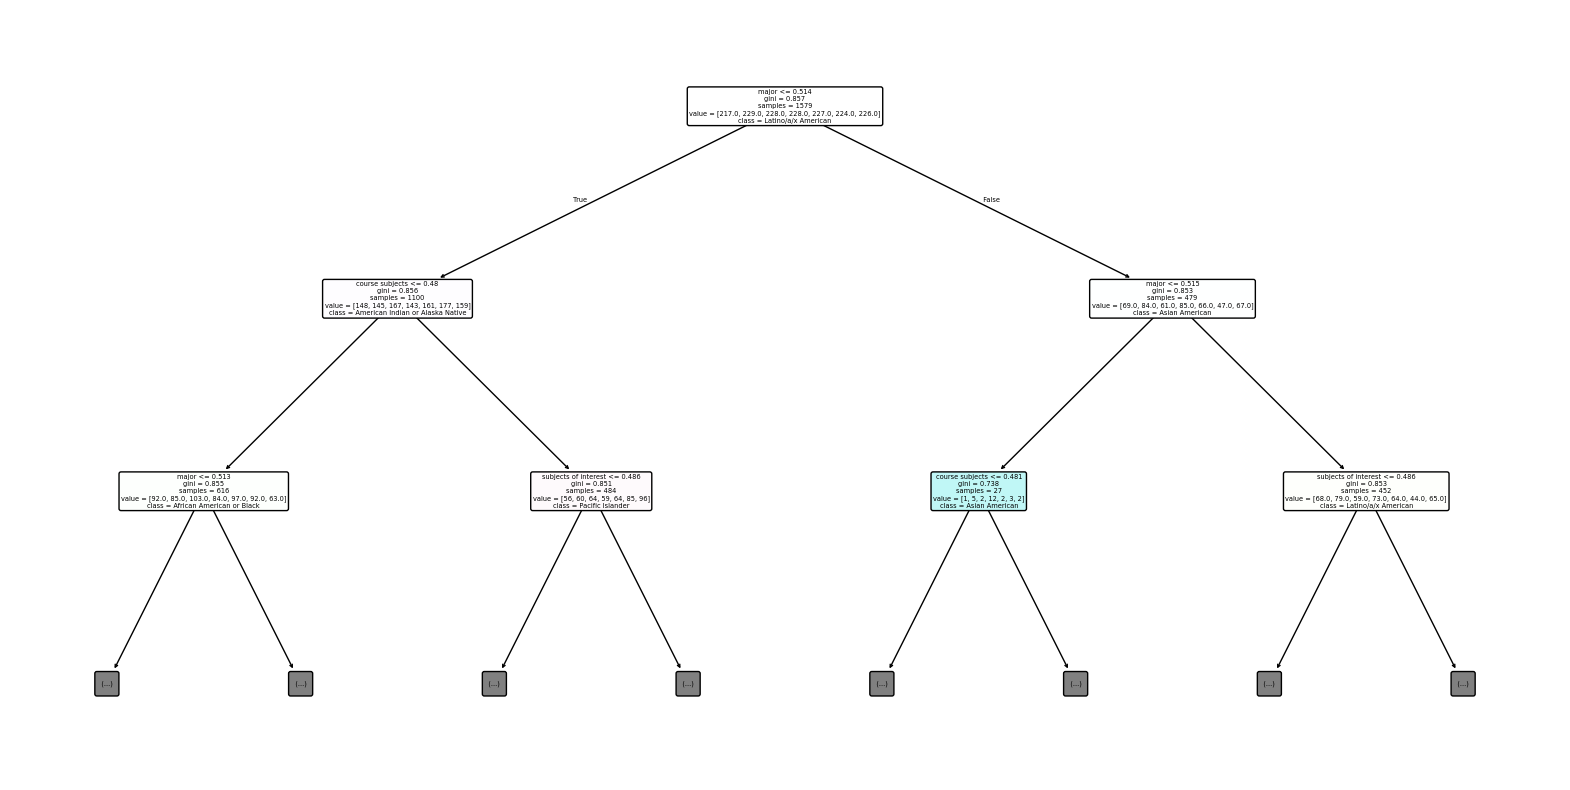 major <= 0.514
gini = 0.857
samples = 1579
value = [217.0, 229.0, 228.0, 228.0, 227.0, 224.0, 226.0]
class = Latino/a/x American
True
False
course subjects <= 0.48
gini = 0.856
samples = 1100
value = [148, 145, 167, 143, 161, 177, 159]
class = American Indian or Alaska Native
major <= 0.515
gini = 0.853
samples = 479
value = [69.0, 84.0, 61.0, 85.0, 66.0, 47.0, 67.0]
class = Asian American
major <= 0.513
gini = 0.855
samples = 616
value = [92.0, 85.0, 103.0, 84.0, 97.0, 92.0, 63.0]
class = African American or Black
subjects of interest <= 0.486
gini = 0.851
samples = 484
value = [56, 60, 64, 59, 64, 85, 96]
class = Pacific Islander
course subjects <= 0.481
gini = 0.738
samples = 27
value = [1, 5, 2, 12, 2, 3, 2]
class = Asian American
subjects of interest <= 0.486
gini = 0.853
samples = 452
value = [68.0, 79.0, 59.0, 73.0, 64.0, 44.0, 65.0]
class = Latino/a/x American
(...)
(...)
(...)
(...)
(...)
(...)
(...)
(...)